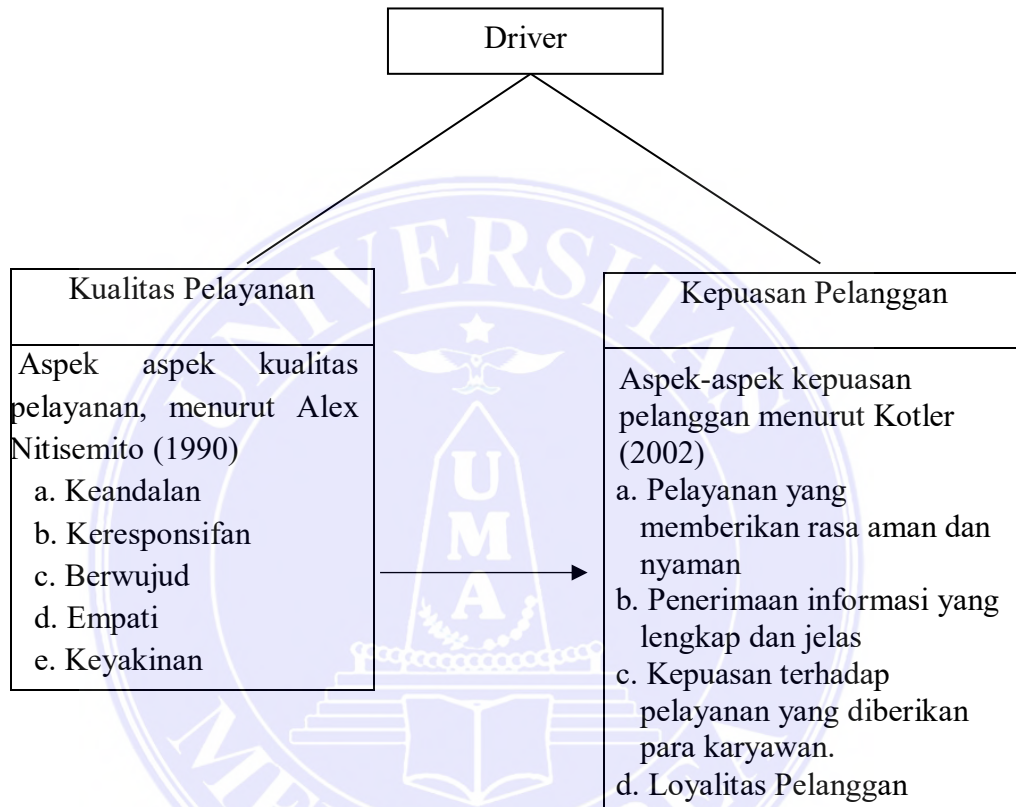 Driver
Kualitas Pelayanan
Aspek aspek kualitas
pelayanan, menurut Alex
Nitisemito (1990)
a. Keandalan
b. Keresponsifan
c. Berwujud
d. Empati
e. Keyakinan
Kepuasan Pelanggan
Aspek-aspek kepuasan
pelanggan menurut Kotler
(2002)
a. Pelayanan yang
memberikan rasa aman dan
nyaman
b. Penerimaan informasi yang
lengkap dan jelas
c. Kepuasan terhadap
pelayanan yang diberikan
para karyawan.
d. Loyalitas Pelanggan
UNIVERSITAS
U
M
A